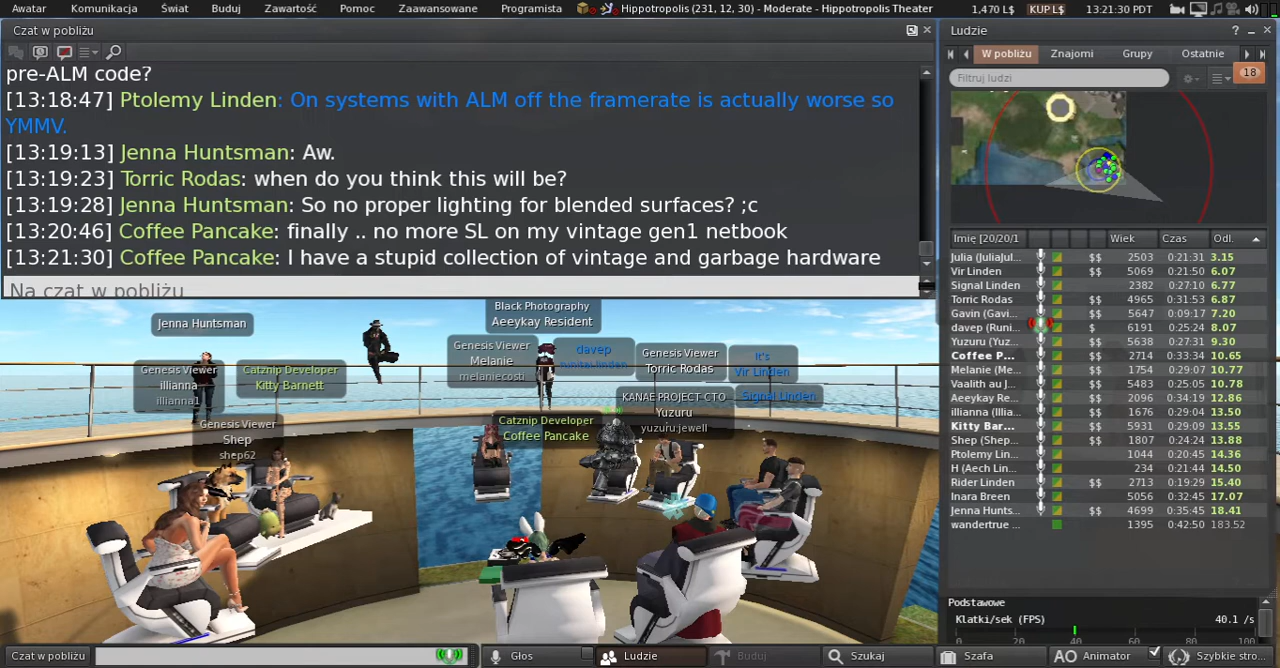 Awatar Komunikacja Świat Buduj Zawartość Pomoc Zaawansowane Programista Hippotropolis (231, 12, 30) - Moderate - Hippotropolis Theater 1,470 L$ KUP L$ 13:21:30 PDT
Czat w pobliżu
pre-ALM code?
[13:18:47] Ptolemy Linden: On systems with ALM off the framerate is actually worse so
YMMV.
[13:19:13] Jenna Huntsman: Aw.
[13:19:23] Torric Rodas: when do you think this will be?
[13:19:28] Jenna Huntsman: So no proper lighting for blended surfaces? ;c
[13:20:46] Coffee Pancake: finally .. no more SL on my vintage gen1 netbook
[13:21:30] Coffee Pancake: I have a stupid collection of vintage and garbage hardware
Na czat w pobliżu
Ludzie
W pobliżu Znajomi Grupy Ostatnie
Filtruj ludzi
18
Imię [20/20/1 Wiek Czas Odl.
Julia (JuliaJul... $$ 2503 0:21:31 3.15
Vir Linden $$ 5069 0:21:50 6.07
Signal Linden 2382 0:27:10 6.77
Torric Rodas $$ 4965 0:31:53 6.87
Gavin (Gavi... $$ 5647 0:09:17 7.20
davep (Runi... $ 6191 0:25:24 8.07
Yuzuru (Yuz... $$ 5638 0:27:31 9.30
Coffee P... $$ 2714 0:33:34 10.65
Melanie (Me... $$ 1754 0:29:07 10.77
Vaalith au J... $$ 5483 0:25:05 10.78
Aeeykay Re... $$ 2096 0:34:19 12.86
illianna (Illia... $$ 1676 0:29:04 13.50
Kitty Bar... $$ 5931 0:29:09 13.55
Shep (Shep... $$ 1807 0:24:24 13.88
Ptolemy Lin... 1044 0:20:45 14.36
H (Aech Lin... 234 0:21:44 14.50
Rider Linden $$ 2713 0:19:29 15.40
Inara Breen 5056 0:32:45 17.07
Jenna Hunts... $$ 4699 0:15:09 18.41
wandertrue ... 1395 0:42:50 183.52
Jenna Huntsman
Black Photography
Aeeykay Resident
Genesis Viewer
illianna
illianna1
Catznip Developer
Kitty Barnett
Genesis Viewer
Melanie
davep
Genesis Viewer
Torric Rodas
It's
Vir Linden
KANAE PROJECT-CTO
Yuzuru
yuzuru.jewell
Signal Linden
Genesis Viewer
Shep
shep62
Catznip Developer
Coffee Pancake
Podstawowe
Klatki/sek (FPS) 40.1 /s
0 20 40 60 80 100
Czat w pobliżu Głos Ludzie Buduj Szukaj Szafa AO Animator Szybkie stro...